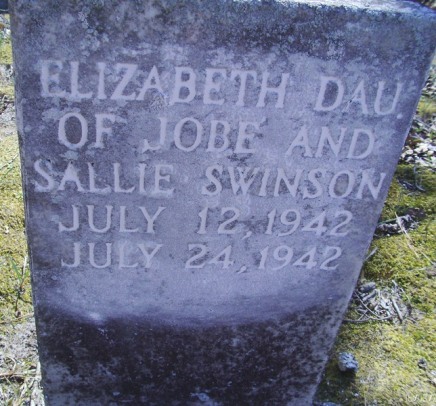 ELIZABETH DAU.
OF JOBE AND
SALLIE SWINSON
JULY 12, 1942
JULY 24, 1942